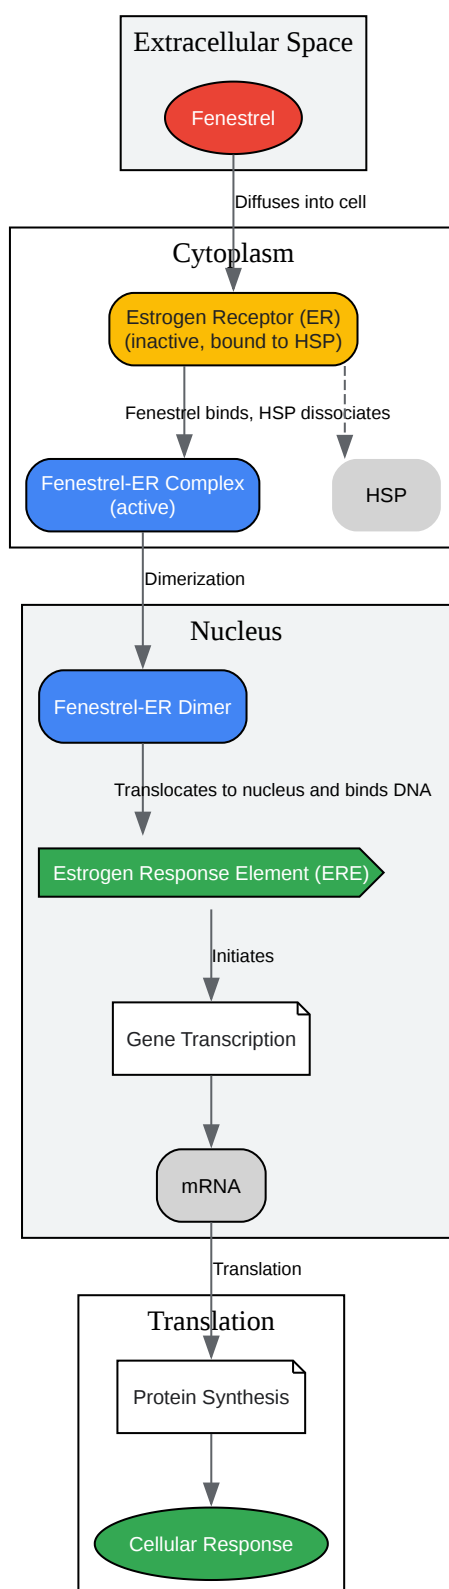 Extracellular Space
Fenestrel
Diffuses into cell
Cytoplasm
Estrogen Receptor (ER)
(inactive, bound to HSP)
Fenestrel binds, HSP dissociates
Fenestrel-ER Complex
(active)
HSP
Dimerization
Nucleus
Fenestrel-ER Dimer
Translocates to nucleus and binds DNA
Estrogen Response Element (ERE)
Initiates
Gene Transcription
mRNA
Translation
Translation
Protein Synthesis
Cellular Response